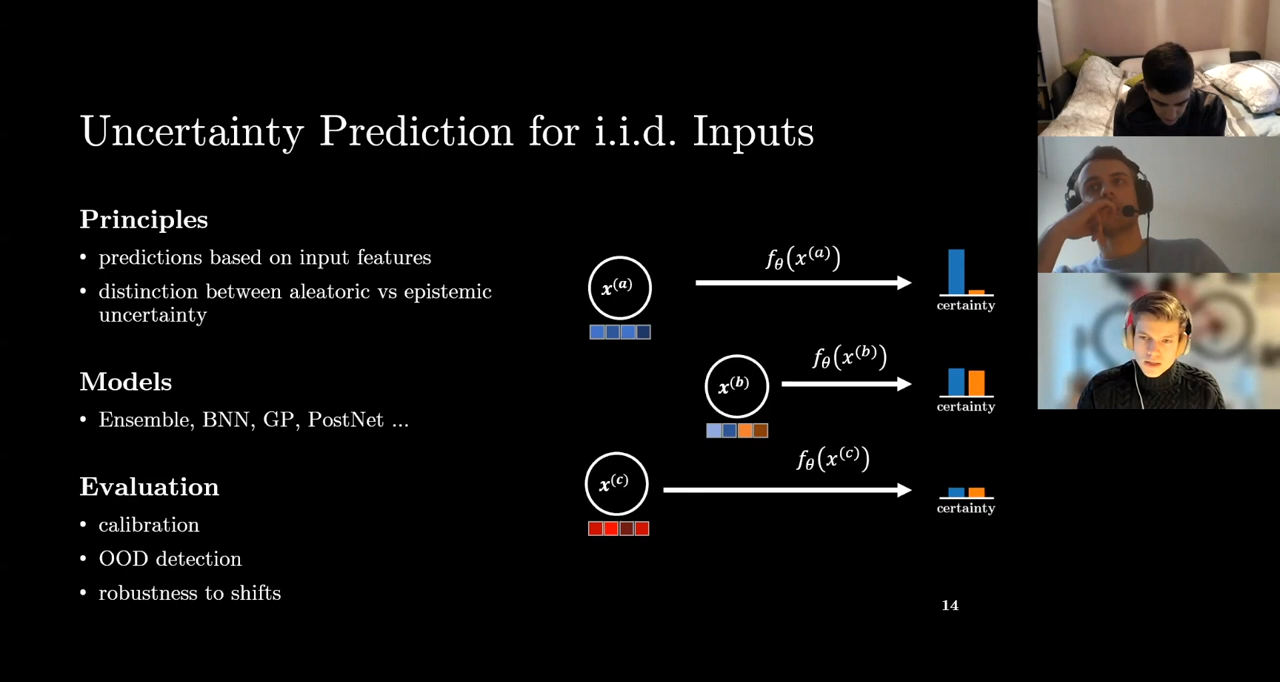 Uncertainty Prediction for i.i.d. Inputs
Principles
• predictions based on input features
• distinction between aleatoric vs epistemic
uncertainty
Models
• Ensemble, BNN, GP, PostNet ...
Evaluation
• calibration
• OOD detection
• robustness to shifts
x⁽ᵃ⁾
f_θ(x⁽ᵃ⁾)
certainty
x⁽ᵇ⁾
f_θ(x⁽ᵇ⁾)
certainty
x⁽ᶜ⁾
f_θ(x⁽ᶜ⁾)
certainty
14